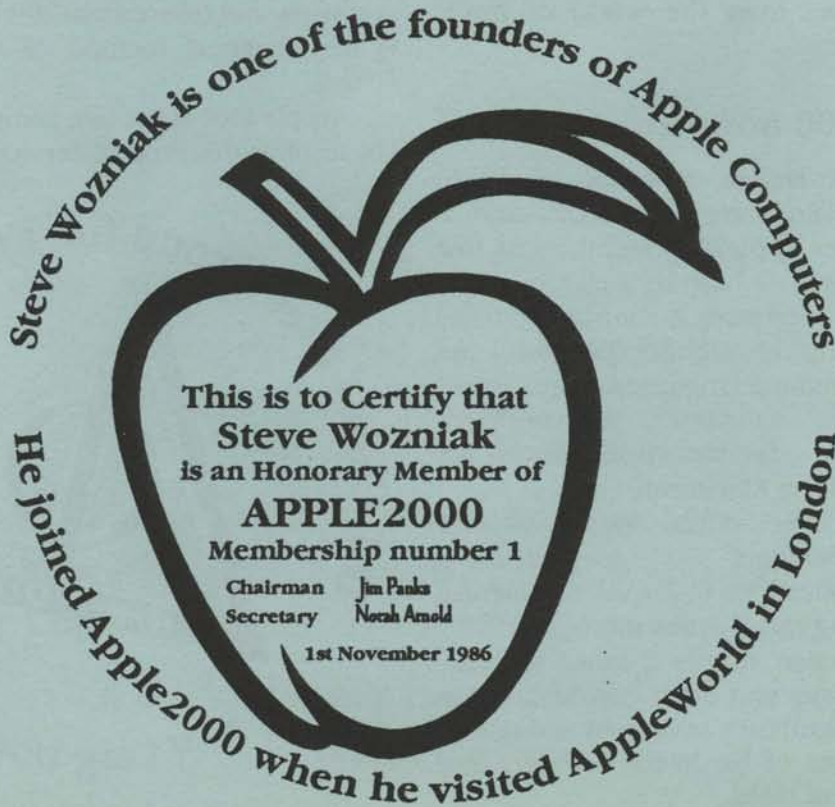 Steve Wozniak is one of the founders of Apple Computers
This is to Certify that
Steve Wozniak
is an Honorary Member of
APPLE2000
Membership number 1
Chairman Jim Panks
Secretary Norah Arnold
1st November 1986
He joined Apple2000 when he visited AppleWorld in London